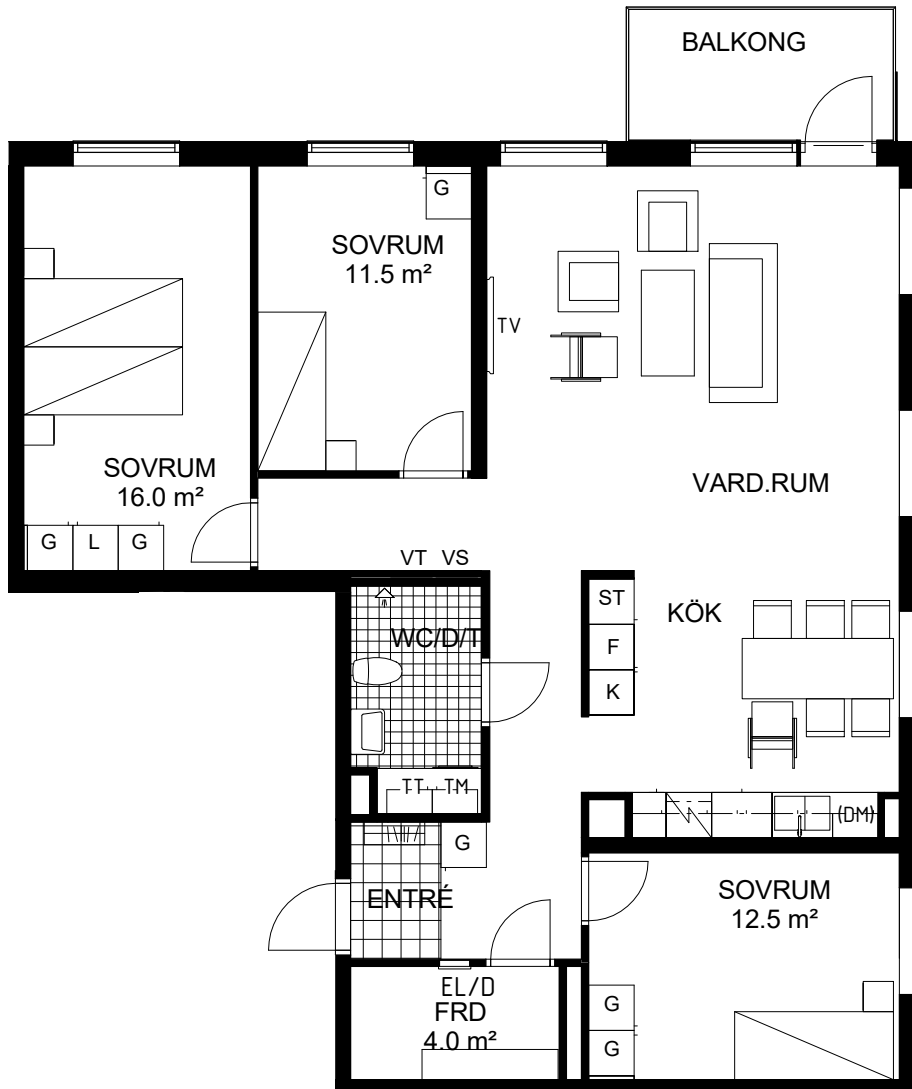 BALKONG
G
SOVRUM
11.5 m²
TV
SOVRUM
16.0 m²
VARD.RUM
G L G
VT VS
ST
KÖK
WC/D/T
F
K
TT TM
(DM)
G
ENTRÉ
SOVRUM
12.5 m²
EL/D
FRD
4.0 m²
G
G